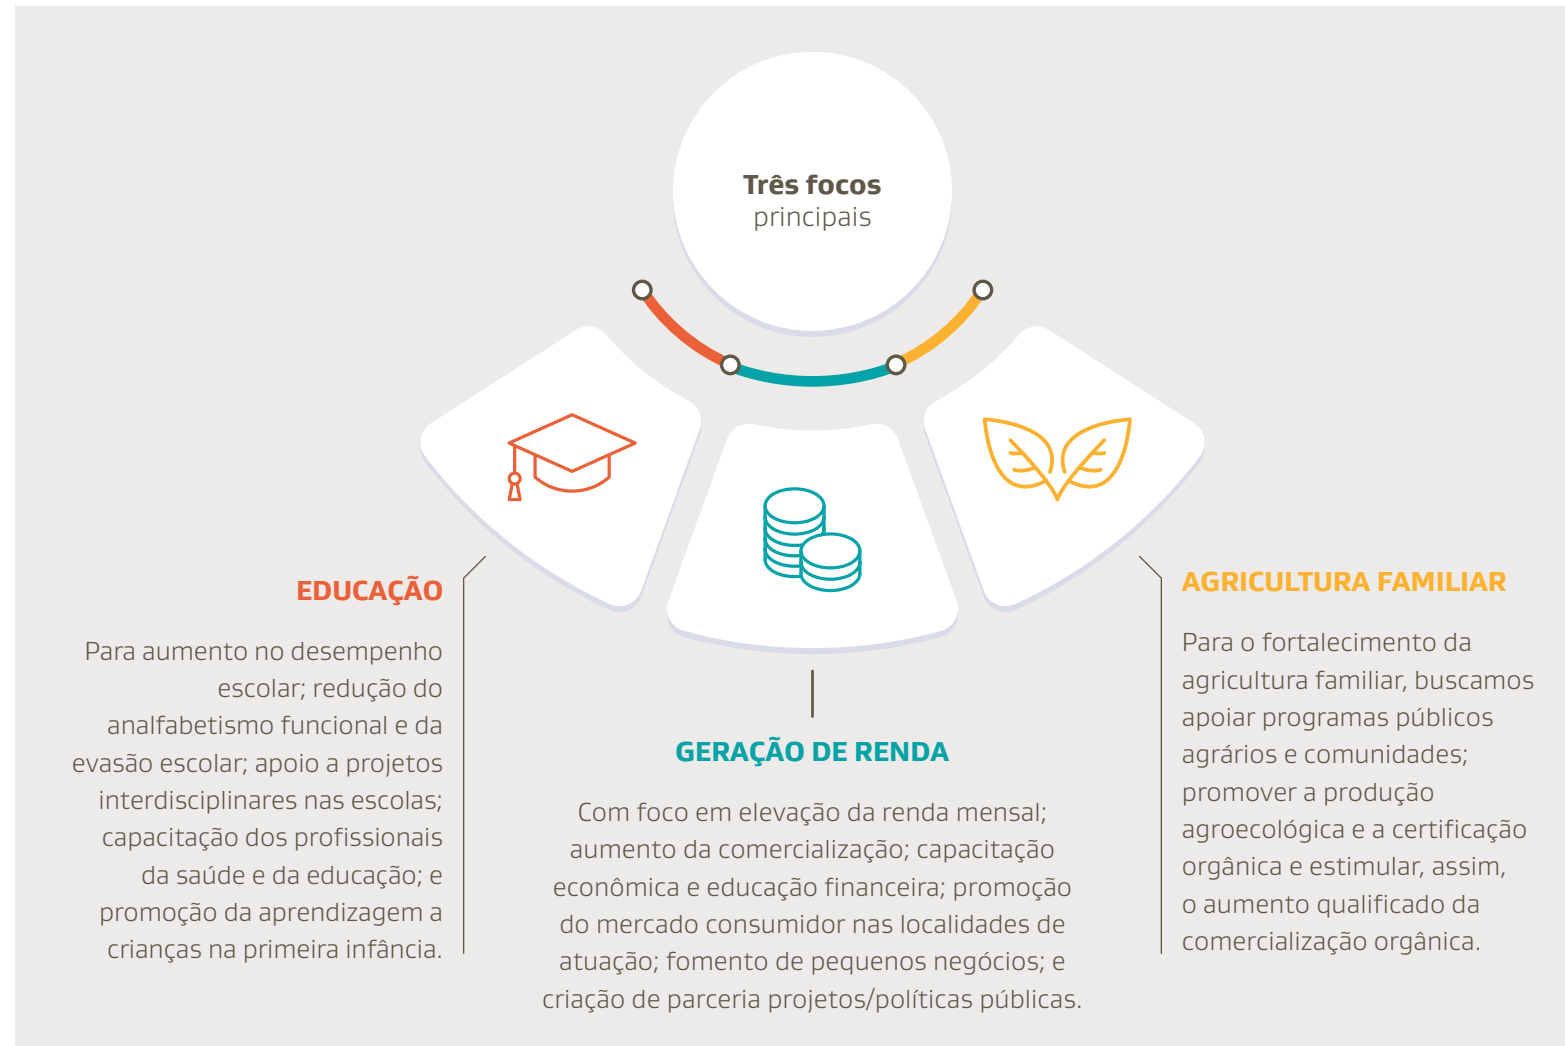 Três focos
principais
EDUCAÇÃO
Para aumento no desempenho
escolar; redução do
analfabetismo funcional e da
evasão escolar; apoio a projetos
interdisciplinares nas escolas;
capacitação dos profissionais
da saúde e da educação; e
promoção da aprendizagem a
crianças na primeira infância.
GERAÇÃO DE RENDA
Com foco em elevação da renda mensal;
aumento da comercialização; capacitação
econômica e educação financeira; promoção
do mercado consumidor nas localidades de
atuação; fomento de pequenos negócios; e
criação de parceria projetos/políticas públicas.
AGRICULTURA FAMILIAR
Para o fortalecimento da
agricultura familiar, buscamos
apoiar programas públicos
agrários e comunidades;
promover a produção
agroecológica e a certificação
orgânica e estimular, assim,
o aumento qualificado da
comercialização orgânica.